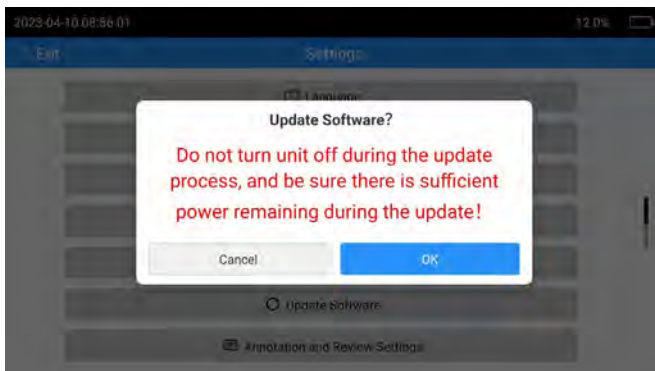 2023-04-10 08:56:01 12.0%
Exit Settings
Language
Update Software?
Do not turn unit off during the update
process, and be sure there is sufficient
power remaining during the update!
Cancel OK
Update Software
Annotation and Review Settings